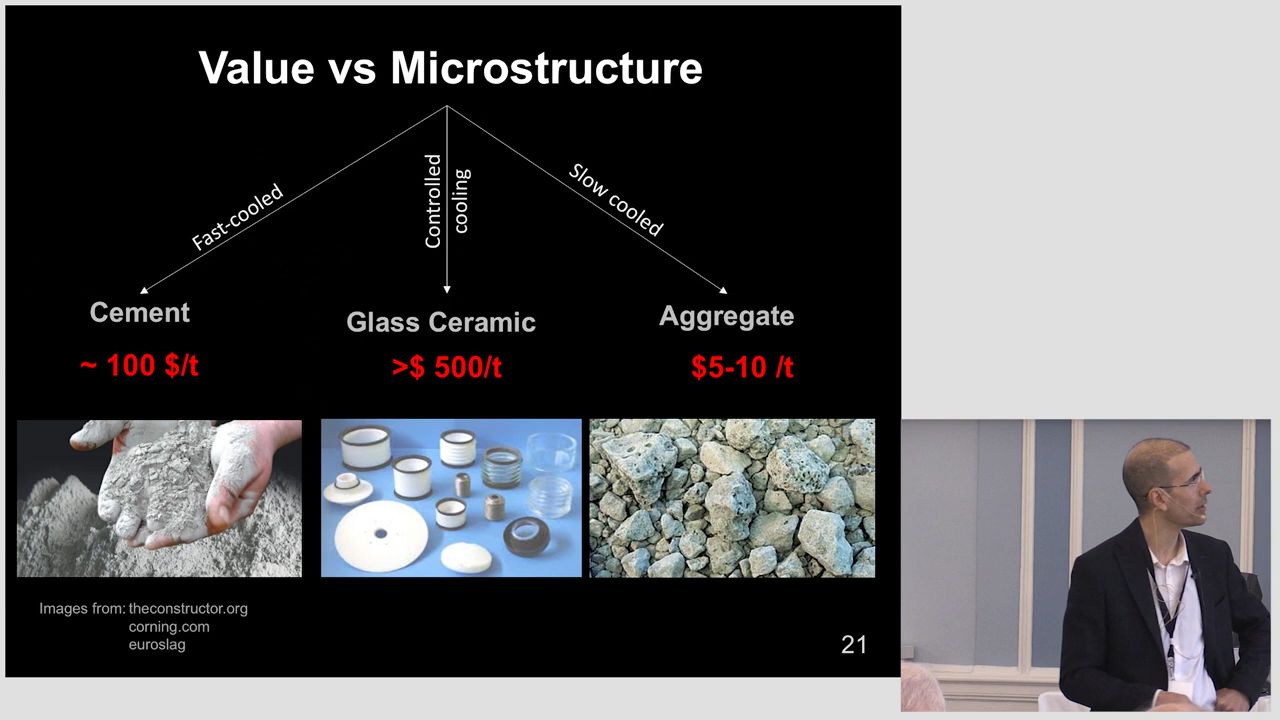 Value vs Microstructure
Fast-cooled
Controlled
cooling
Slow cooled
Cement
Glass Ceramic
Aggregate
~ 100 $/t
>$ 500/t
$5-10 /t
Images from: theconstructor.org
corning.com
euroslag
21